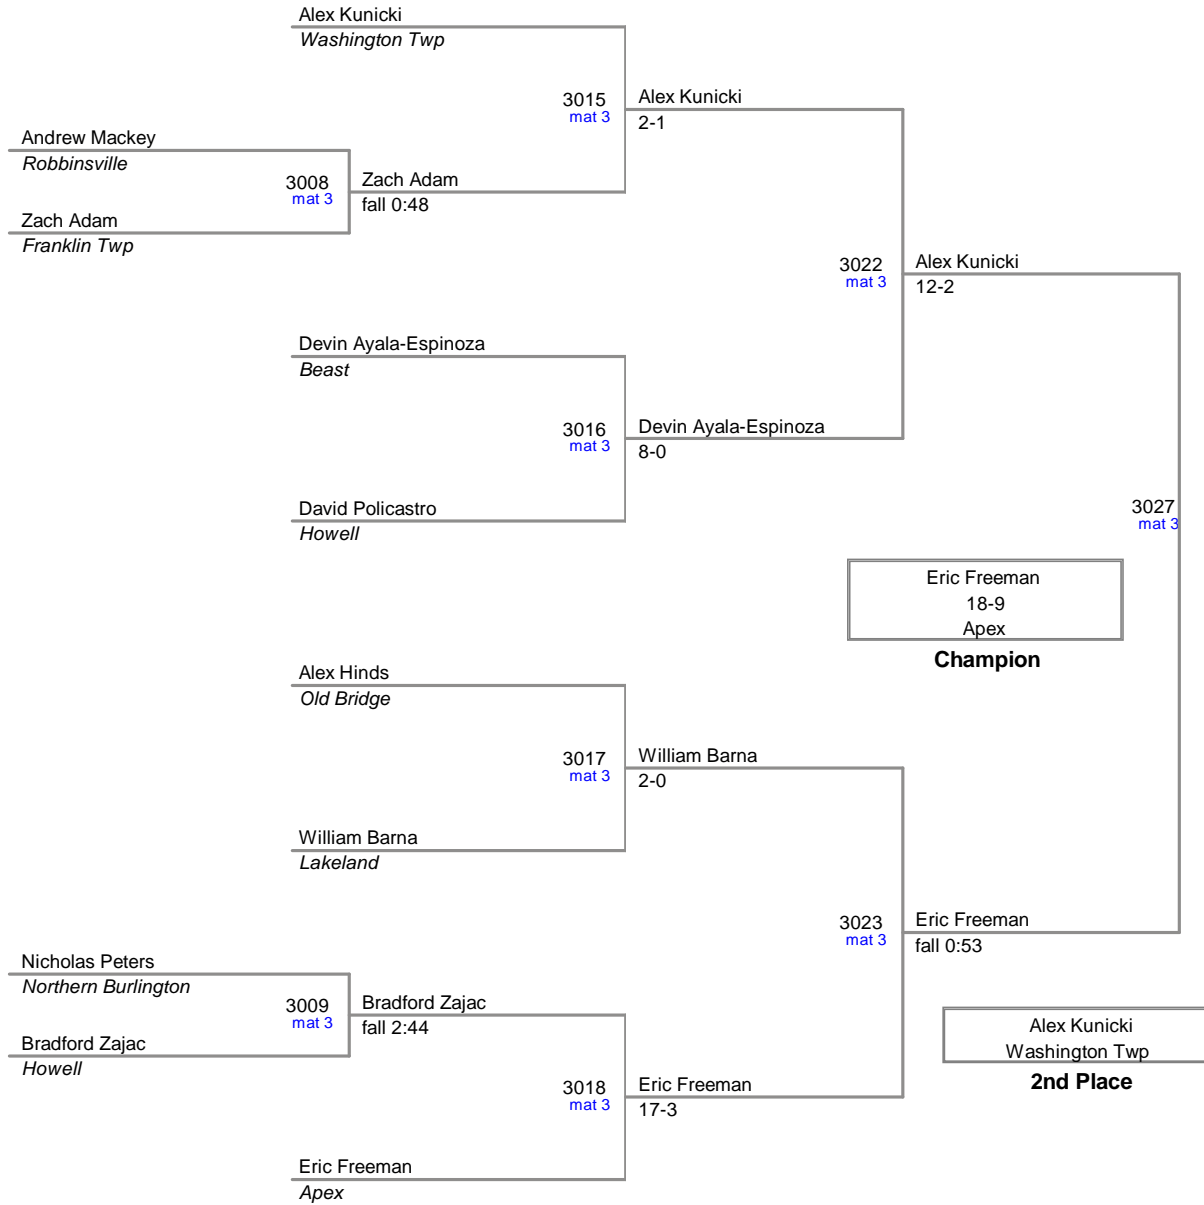 Alex Kunicki
Washington Twp
3015
mat 3
Alex Kunicki
2-1
Andrew Mackey
Robbinsville
3008
mat 3
Zach Adam
fall 0:48
Zach Adam
Franklin Twp
3022
mat 3
Alex Kunicki
12-2
Devin Ayala-Espinoza
Beast
3016
mat 3
Devin Ayala-Espinoza
8-0
David Policastro
Howell
3027
mat 3
Eric Freeman
18-9
Apex
Champion
Alex Hinds
Old Bridge
3017
mat 3
William Barna
2-0
William Barna
Lakeland
3023
mat 3
Eric Freeman
fall 0:53
Nicholas Peters
Northern Burlington
3009
mat 3
Bradford Zajac
fall 2:44
Bradford Zajac
Howell
Alex Kunicki
Washington Twp
2nd Place
3018
mat 3
Eric Freeman
17-3
Eric Freeman
Apex